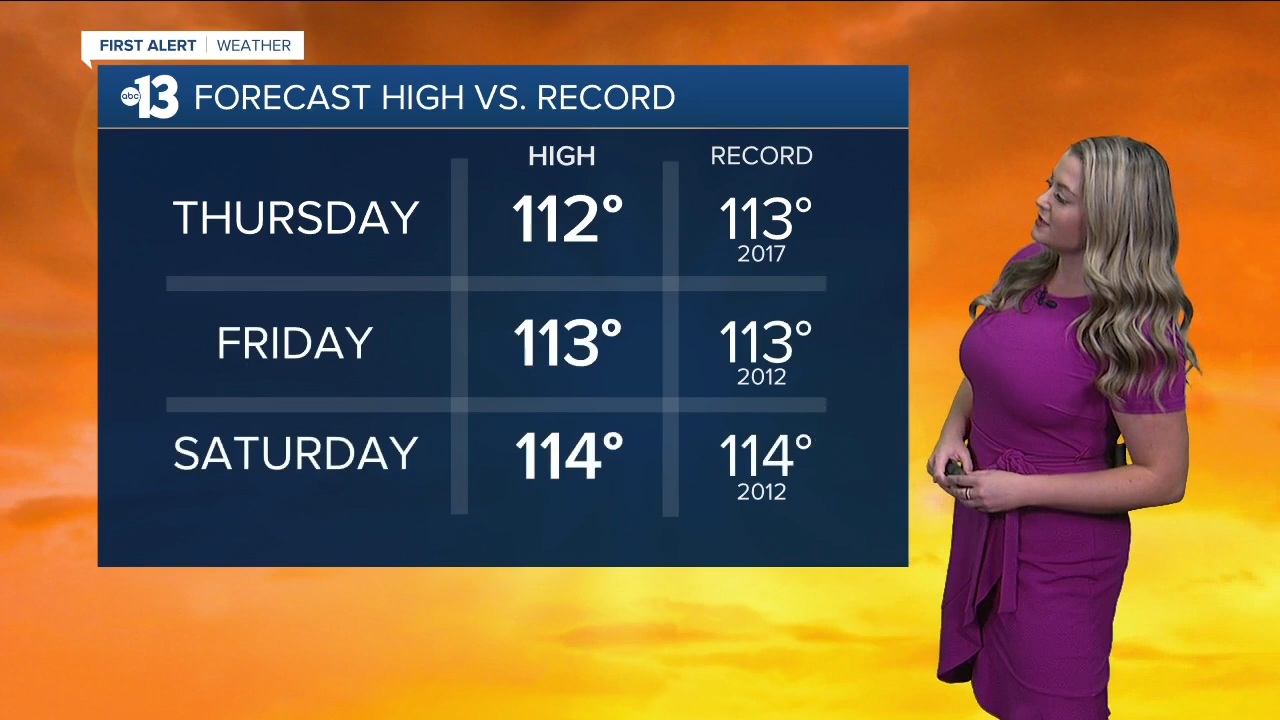 FIRST ALERT | WEATHER
abc 13 FORECAST HIGH VS. RECORD
HIGH RECORD
THURSDAY 112° 113°
2017
FRIDAY 113° 113°
2012
SATURDAY 114° 114°
2012